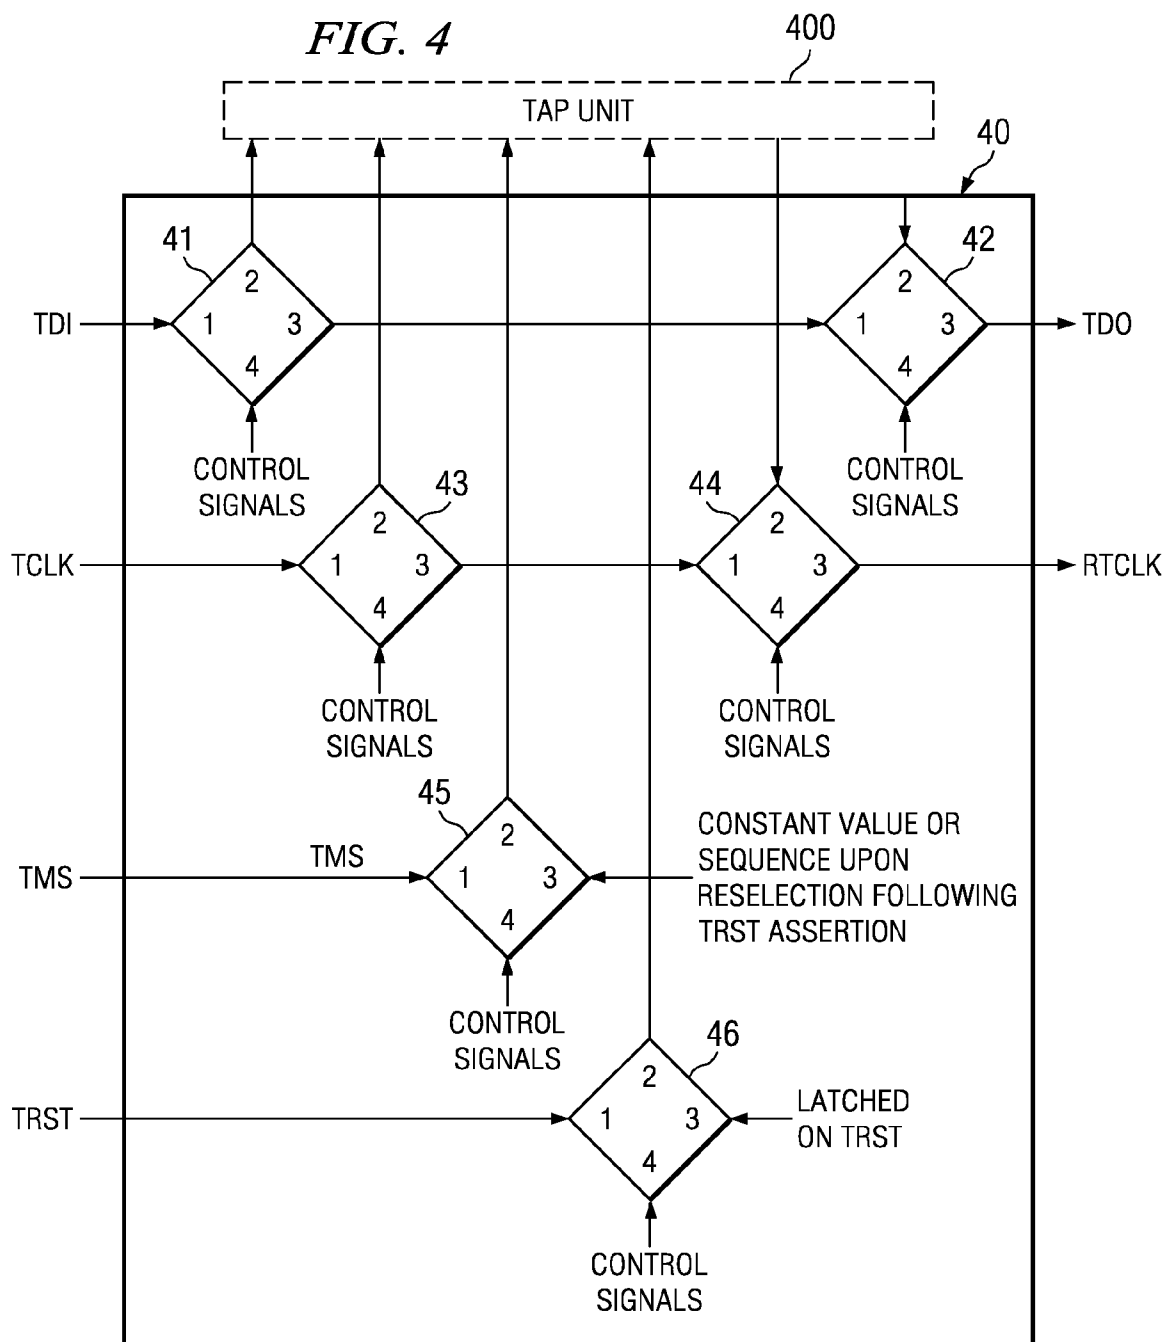 FIG. 4
400
TAP UNIT
40
41
42
2
2
TDI
1
3
1
3
TDO
4
4
CONTROL
SIGNALS
CONTROL
SIGNALS
43
44
2
2
TCLK
1
3
1
3
RTCLK
4
4
CONTROL
SIGNALS
CONTROL
SIGNALS
45
2
TMS
TMS
1
3
4
CONSTANT VALUE OR
SEQUENCE UPON
RESELECTION FOLLOWING
TRST ASSERTION
CONTROL
SIGNALS
46
2
TRST
1
3
4
LATCHED
ON TRST
CONTROL
SIGNALS